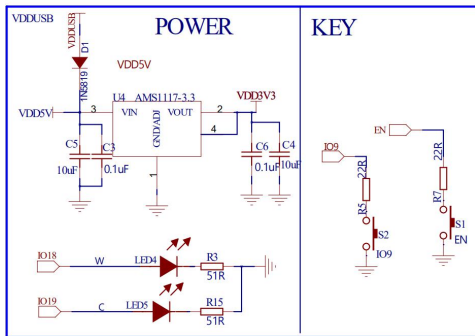 VDDUSB
POWER
KEY
VDDUSB
D1
1N5819
VDD5V
U4 AMS1117-3.3
VDD5V
3
VIN
VOUT
2
VDD3V3
GND/ADJ
4
1
C5
C3
10uF
0.1uF
C6
C4
0.1uF
10uF
IO9
22R
R5
S2
IO9
EN
22R
R7
S1
EN
IO18
W
LED4
R3
51R
IO19
C
LED5
R15
51R